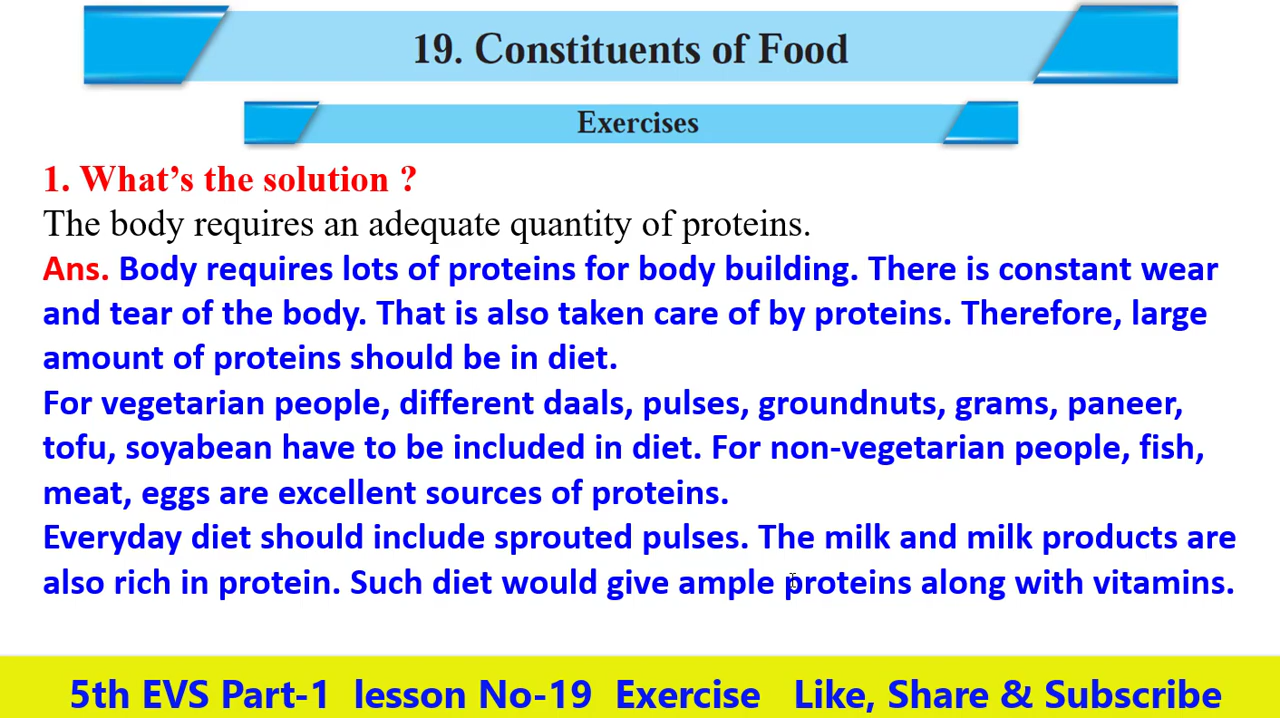 19. Constituents of Food
Exercises
1. What’s the solution ?
The body requires an adequate quantity of proteins.
Ans. Body requires lots of proteins for body building. There is constant wear
and tear of the body. That is also taken care of by proteins. Therefore, large
amount of proteins should be in diet.
For vegetarian people, different daals, pulses, groundnuts, grams, paneer,
tofu, soyabean have to be included in diet. For non-vegetarian people, fish,
meat, eggs are excellent sources of proteins.
Everyday diet should include sprouted pulses. The milk and milk products are
also rich in protein. Such diet would give ample proteins along with vitamins.
5th EVS Part-1 lesson No-19 Exercise Like, Share & Subscribe